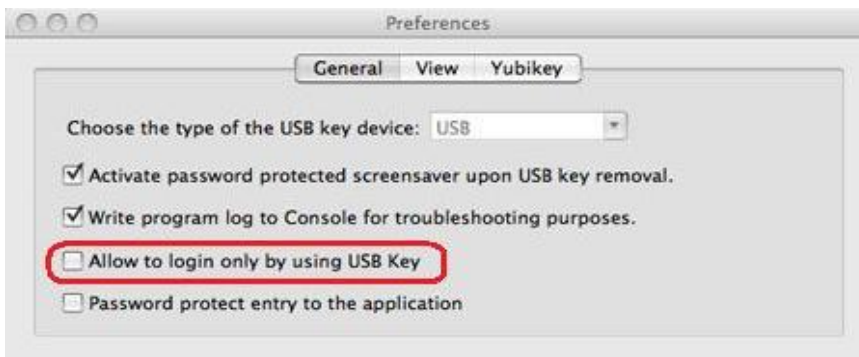 Preferences
General View Yubikey
Choose the type of the USB key device: USB
Activate password protected screensaver upon USB key removal.
Write program log to Console for troubleshooting purposes.
Allow to login only by using USB Key
Password protect entry to the application